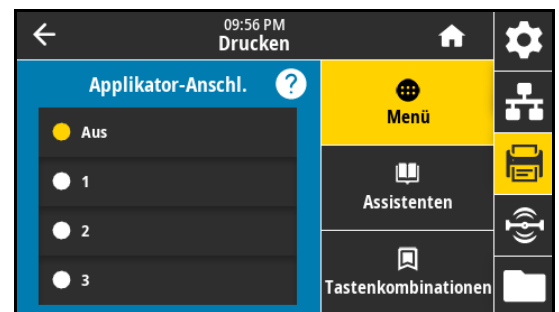 09:56 PM
Drucken
Applikator-Anschl. ?
Aus
1
2
3
Menü
Assistenten
Tastenkombinationen